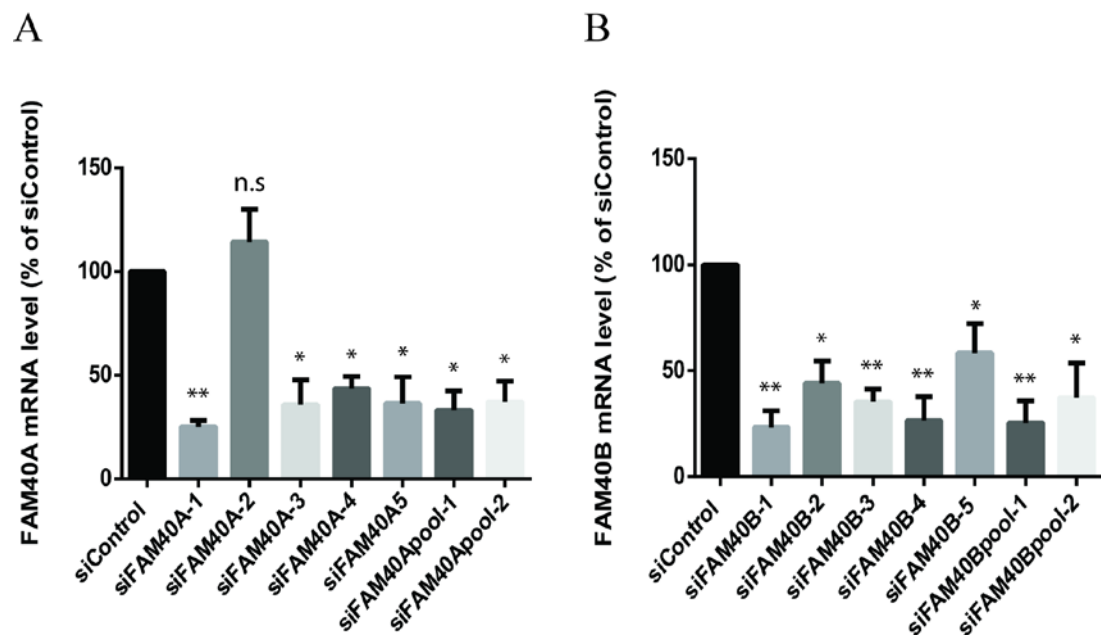 A
FAM40A mRNA level (% of siControl)
150
100
50
0
n.s
**
*
*
*
*
*
siControl
siFAM40A-1
siFAM40A-2
siFAM40A-3
siFAM40A-4
siFAM40A5
siFAM40Apool-1
siFAM40Apool-2
B
FAM40B mRNA level (% of siControl)
150
100
50
0
**
*
**
**
*
**
*
siControl
siFAM40B-1
siFAM40B-2
siFAM40B-3
siFAM40B-4
siFAM40B-5
siFAM40Bpool-1
siFAM40Bpool-2